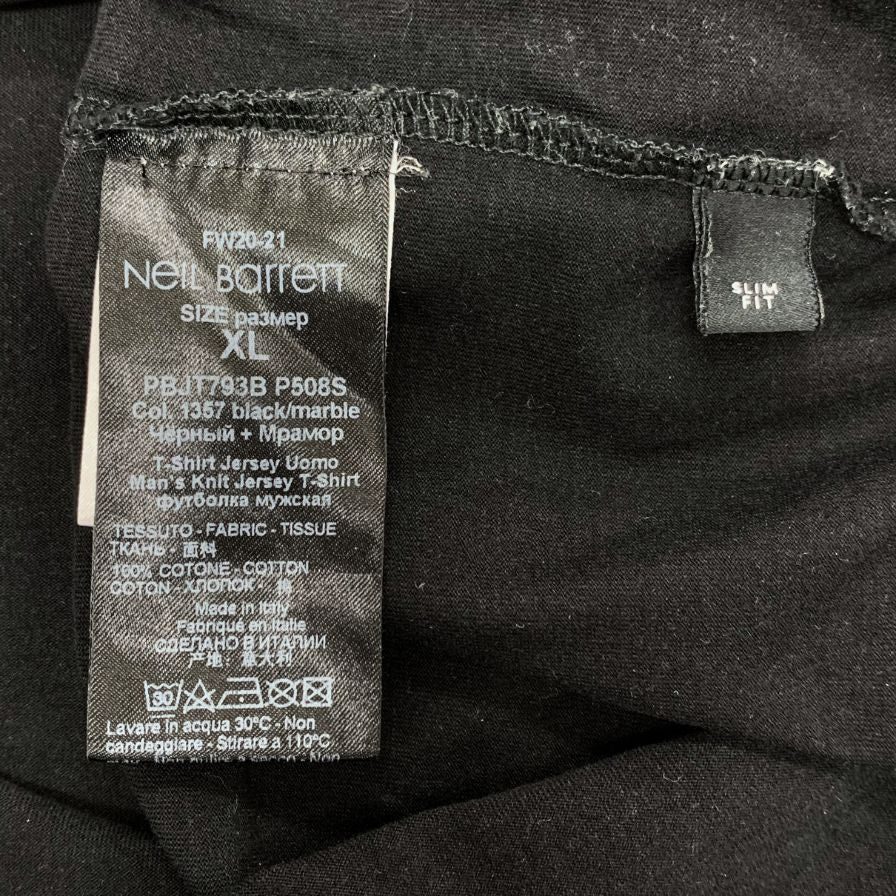 FW20-21
Neil Barrett
SIZE размер
XL
PBJT793B P508S
Col. 1357 black/marble
Чёрный + Мрамор
T-Shirt Jersey Uomo
Man's Knit Jersey T-Shirt
футболка мужская
TESSUTO - FABRIC - TISSUE
ТКАНЬ - 面料
100% COTONE - COTTON
COTON - ХЛОПОК - 棉
Made in Italy
Fabriqué en Italie
СДЕЛАНО В ИТАЛИИ
产地: 意大利
30
Lavare in acqua 30°C - Non
candeggiare - Stirare a 110°C
SLIM
FIT